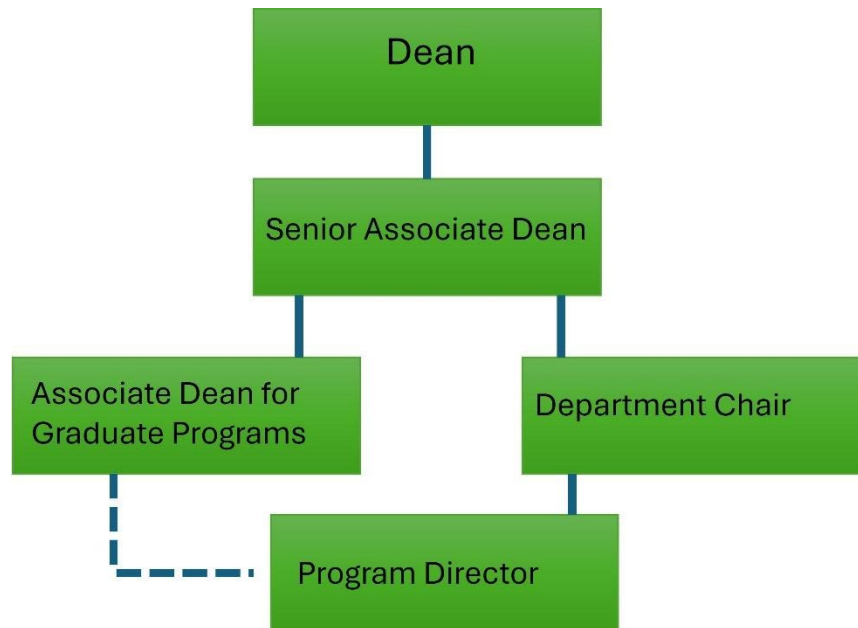 Dean
Senior Associate Dean
Associate Dean for
Graduate Programs
Department Chair
Program Director